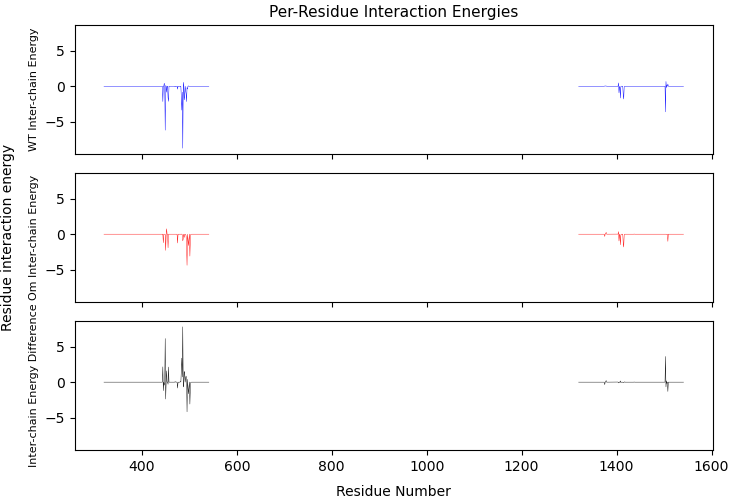 Per-Residue Interaction Energies
Residue interaction energy
WT Inter-chain Energy
5
0
−5
Om Inter-chain Energy
5
0
−5
Inter-chain Energy Difference
5
0
−5
400
600
800
1000
1200
1400
1600
Residue Number